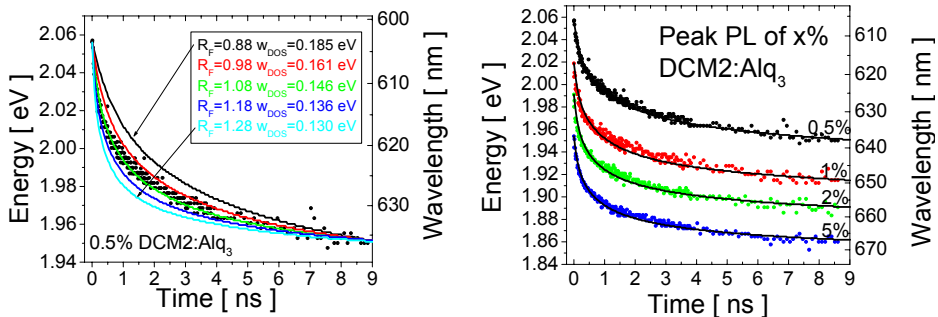 Energy [ eV ]
2.06
2.04
2.02
2.00
1.98
1.96
1.94
R_F=0.88 w_DOS=0.185 eV
R_F=0.98 w_DOS=0.161 eV
R_F=1.08 w_DOS=0.146 eV
R_F=1.18 w_DOS=0.136 eV
R_F=1.28 w_DOS=0.130 eV
0.5% DCM2:Alq3
0 1 2 3 4 5 6 7 8 9
Time [ ns ]
600
610
620
630
Wavelength [ nm ]
Energy [ eV ]
2.06
2.04
2.02
2.00
1.98
1.96
1.94
1.92
1.90
1.88
1.86
1.84
Peak PL of x%
DCM2:Alq3
0.5%
1%
2%
5%
0 1 2 3 4 5 6 7 8 9
Time [ ns ]
610
620
630
640
650
660
670
Wavelength [ nm ]